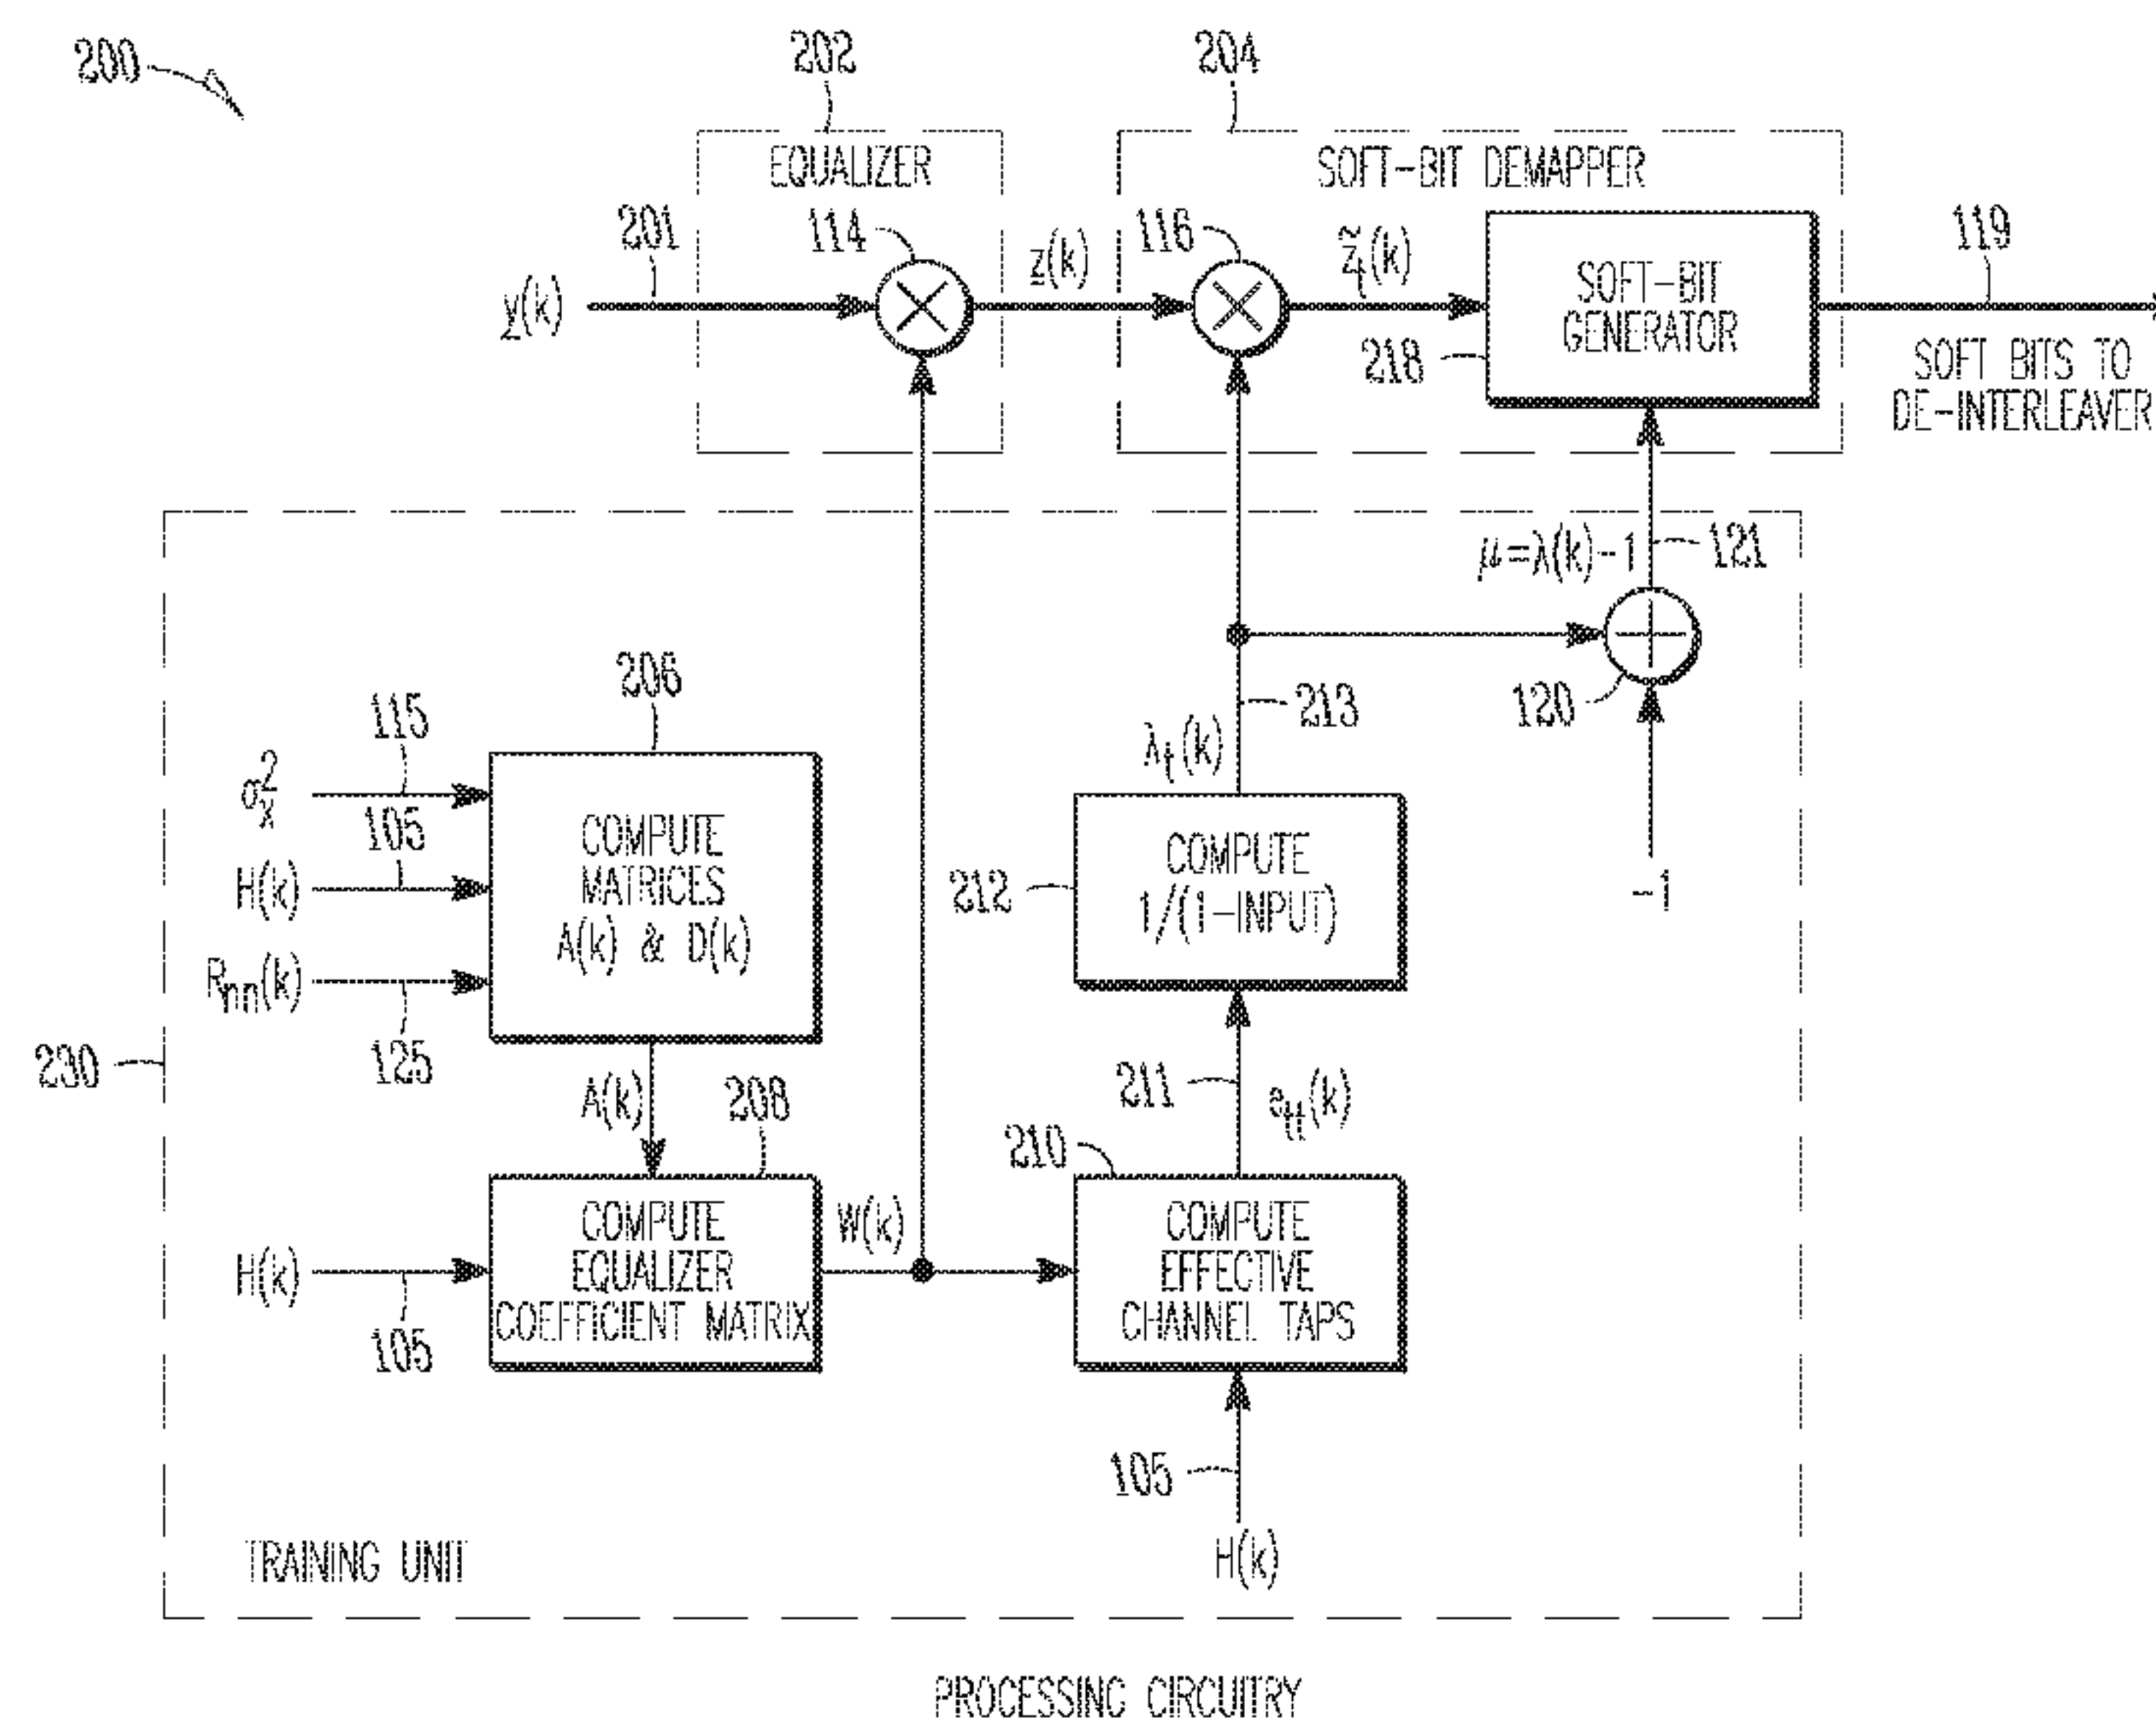 200
202
204
EQUALIZER
SOFT-BIT DEMAPPER
201
114
z(k)
116
z̃t(k)
SOFT-BIT
GENERATOR
119
y(k)
218
SOFT BITS TO
DE-INTERLEAVER
μ=λ(k)-1
121
206
115
σx²
105
H(k)
Rnn(k)
125
COMPUTE
MATRICES
A(k) & D(k)
λt(k)
213
120
-1
212
COMPUTE
1/(1-INPUT)
230
A(k)
208
211
att(k)
210
H(k)
105
COMPUTE
EQUALIZER
COEFFICIENT MATRIX
W(k)
COMPUTE
EFFECTIVE
CHANNEL TAPS
105
H(k)
TRAINING UNIT
PROCESSING CIRCUITRY